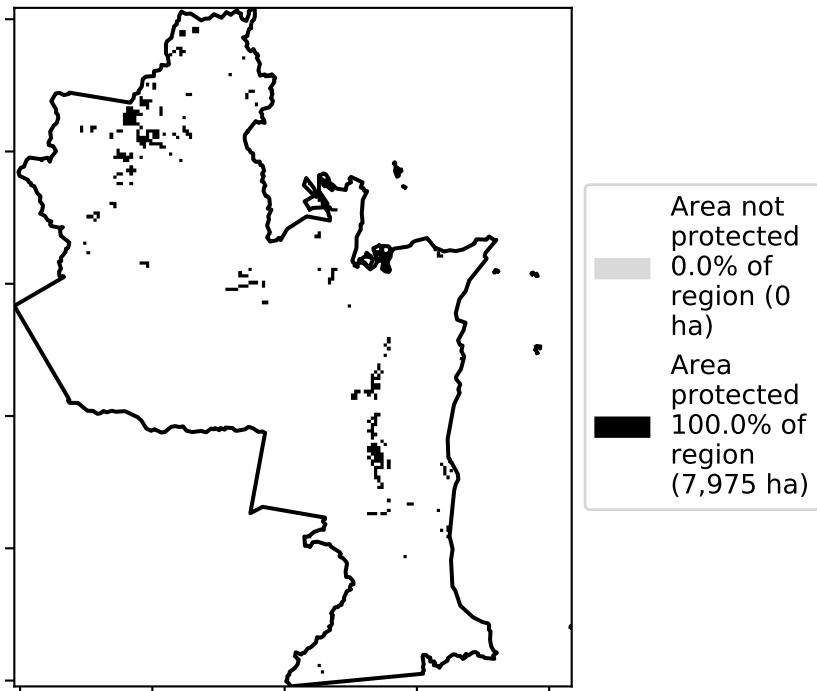 Area not
protected
0.0% of
region (0
ha)
Area
protected
100.0% of
region
(7,975 ha)